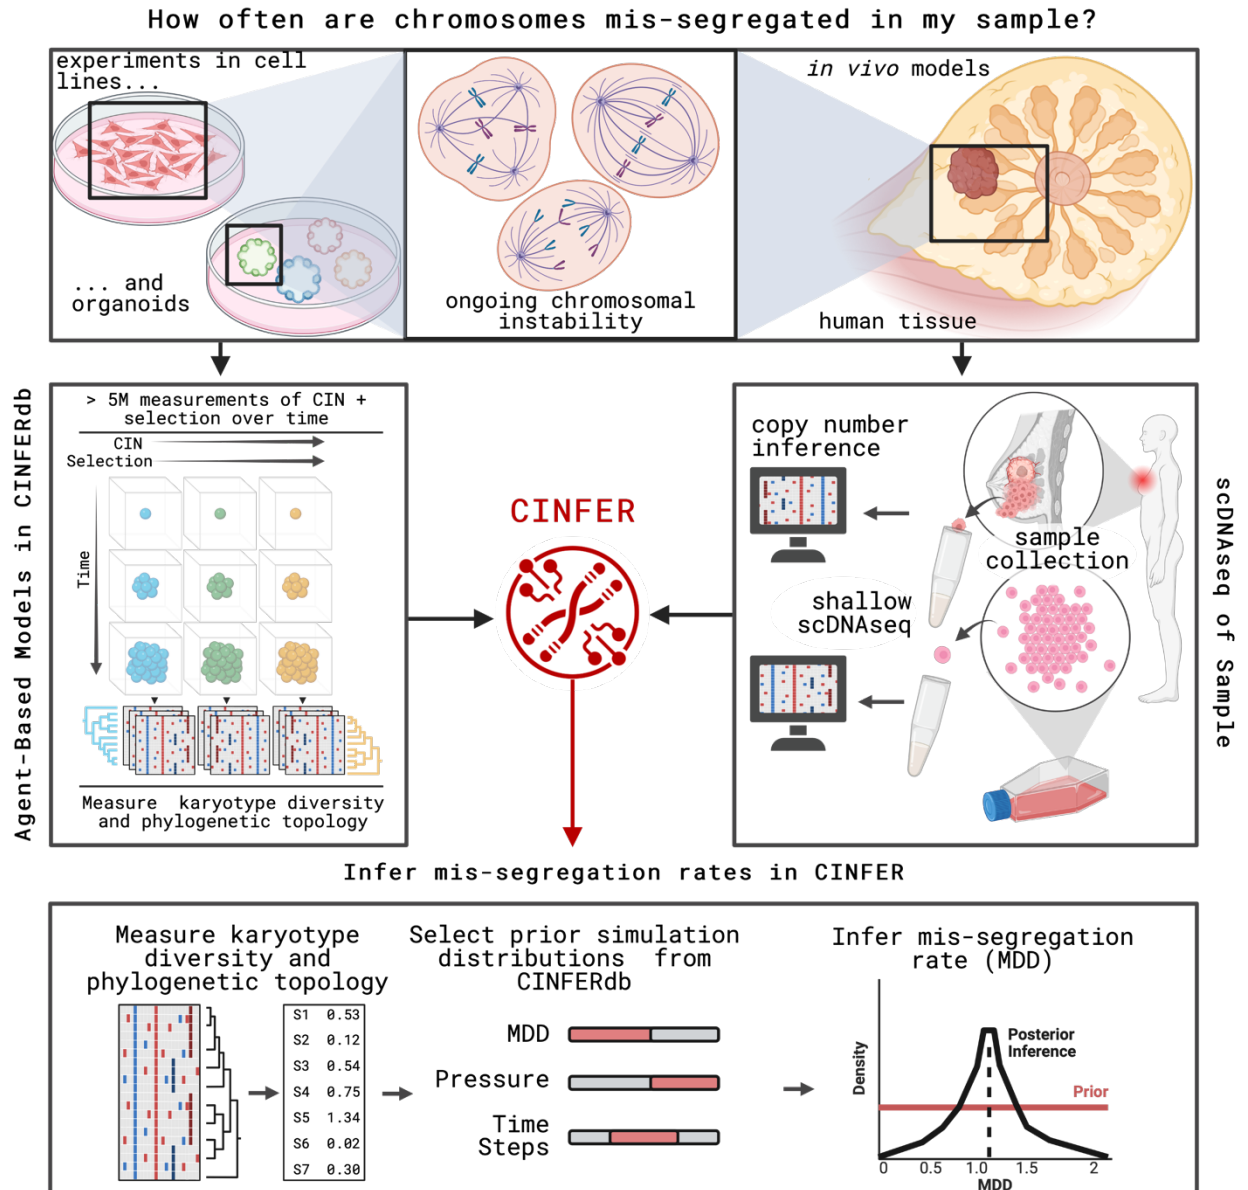 How often are chromosomes mis-segregated in my sample?
experiments in cell
lines...
... and
organoids
ongoing chromosomal
instability
in vivo models
human tissue
Agent-Based Models in CINFERdb
> 5M measurements of CIN +
selection over time
CIN
Selection
Time
Measure karyotype diversity
and phylogenetic topology
CINFER
copy number
inference
sample
collection
shallow
scDNAseq
scDNAseq of Sample
Infer mis-segregation rates in CINFER
Measure karyotype
diversity and
phylogenetic topology
S1 0.53
S2 0.12
S3 0.54
S4 0.75
S5 1.34
S6 0.02
S7 0.30
Select prior simulation
distributions from
CINFERdb
MDD
Pressure
Time
Steps
Infer mis-segregation
rate (MDD)
Density
Posterior
Inference
Prior
0 0.5 1.0 1.5 2
MDD